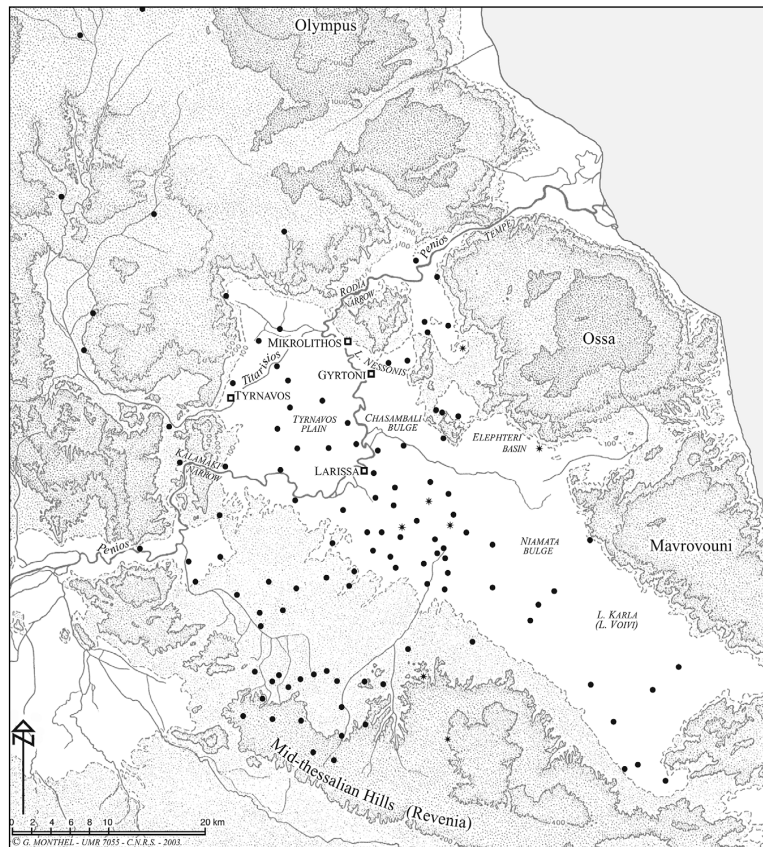 Olympus
Penios
TEMPE
RODIA
NARROW
Ossa
MIKROLITHOS
Titarysios
L. NESSONIS
GYRTONI
TYRNAVOS
TYRNAVOS
PLAIN
CHASAMBALI
BULGE
ELEPHTERI
BASIN
KALAMAKI
NARROW
LARISSA
Penios
NIAMATA
BULGE
Mavrovouni
L. KARLA
(L. VOIVI)
Mid-thessalian Hills (Revenia)
N
0 2 4 6 8 10 20 km
© G. MONTHEL - UMR 7055 - C.N.R.S. - 2003.